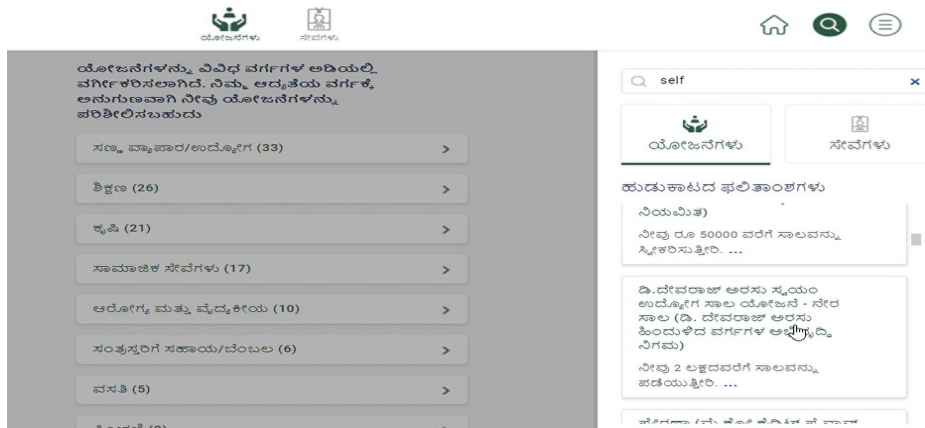 ಯೋಜನೆಗಳು
ಸೇವೆಗಳು
ಯೋಜನೆಗಳನ್ನು ವಿವಿಧ ವರ್ಗಗಳ ಅಡಿಯಲ್ಲಿ
ವರ್ಗೀಕರಿಸಲಾಗಿದೆ. ನಿಮ್ಮ ಆದ್ಯತೆಯ ವರ್ಗಕ್ಕೆ
ಅನುಗುಣವಾಗಿ ನೀವು ಯೋಜನೆಗಳನ್ನು
ಪರಿಶೀಲಿಸಬಹುದು
ಸಣ್ಣ ವ್ಯಾಪಾರ/ಉದ್ಯೋಗ (33)
ಶಿಕ್ಷಣ (26)
ಕೃಷಿ (21)
ಸಾಮಾಜಿಕ ಸೇವೆಗಳು (17)
ಆರೋಗ್ಯ ಮತ್ತು ವೈದ್ಯಕೀಯ (10)
ಸಂತ್ರಸ್ತರಿಗೆ ಸಹಾಯ/ಬೆಂಬಲ (6)
ವಸತಿ (5)
self
ಯೋಜನೆಗಳು
ಸೇವೆಗಳು
ಹುಡುಕಾಟದ ಫಲಿತಾಂಶಗಳು
ನಿಯಮಿತ)
ನೀವು ರೂ 50000 ವರೆಗೆ ಸಾಲವನ್ನು
ಸ್ವೀಕರಿಸುತ್ತೀರಿ. ...
ಡಿ.ದೇವರಾಜ್ ಅರಸು ಸ್ವಯಂ
ಉದ್ಯೋಗ ಸಾಲ ಯೋಜನೆ - ನೇರ
ಸಾಲ (ಡಿ. ದೇವರಾಜ್ ಅರಸು
ಹಿಂದುಳಿದ ವರ್ಗಗಳ ಅಭಿವೃದ್ಧಿ
ನಿಗಮ)
ನೀವು 2 ಲಕ್ಷದವರೆಗೆ ಸಾಲವನ್ನು
ಪಡೆಯುತ್ತೀರಿ. ...